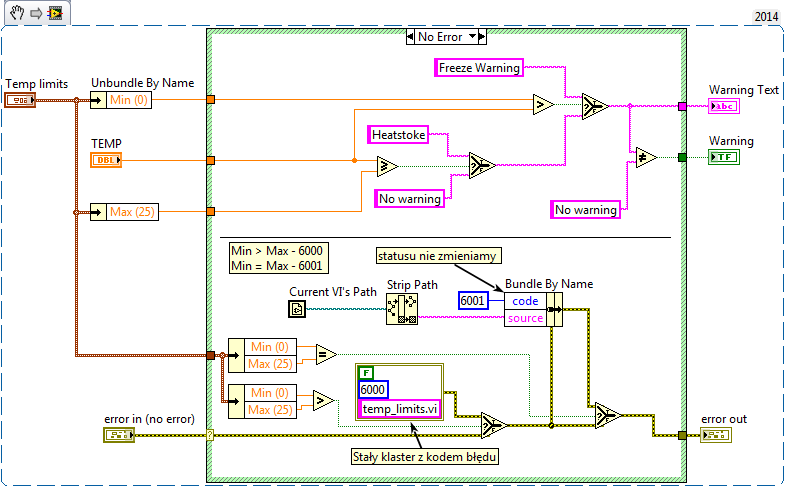 2014
No Error
Temp limits
Unbundle By Name
Min (0)
Freeze Warning
>
?
T
F
Warning Text
abc
TEMP
DBL
Heatstoke
≥
?
T
F
≠
Warning
TF
Max (25)
No warning
No warning
Min > Max - 6000
Min = Max - 6001
statusu nie zmieniamy
Bundle By Name
Current VI's Path
Strip Path
6001
code
source
Min (0)
Max (25)
=
Min (0)
Max (25)
>
F
6000
temp_limits.vi
?
T
F
?
T
F
error in (no error)
?
error out
Stały klaster z kodem błędu